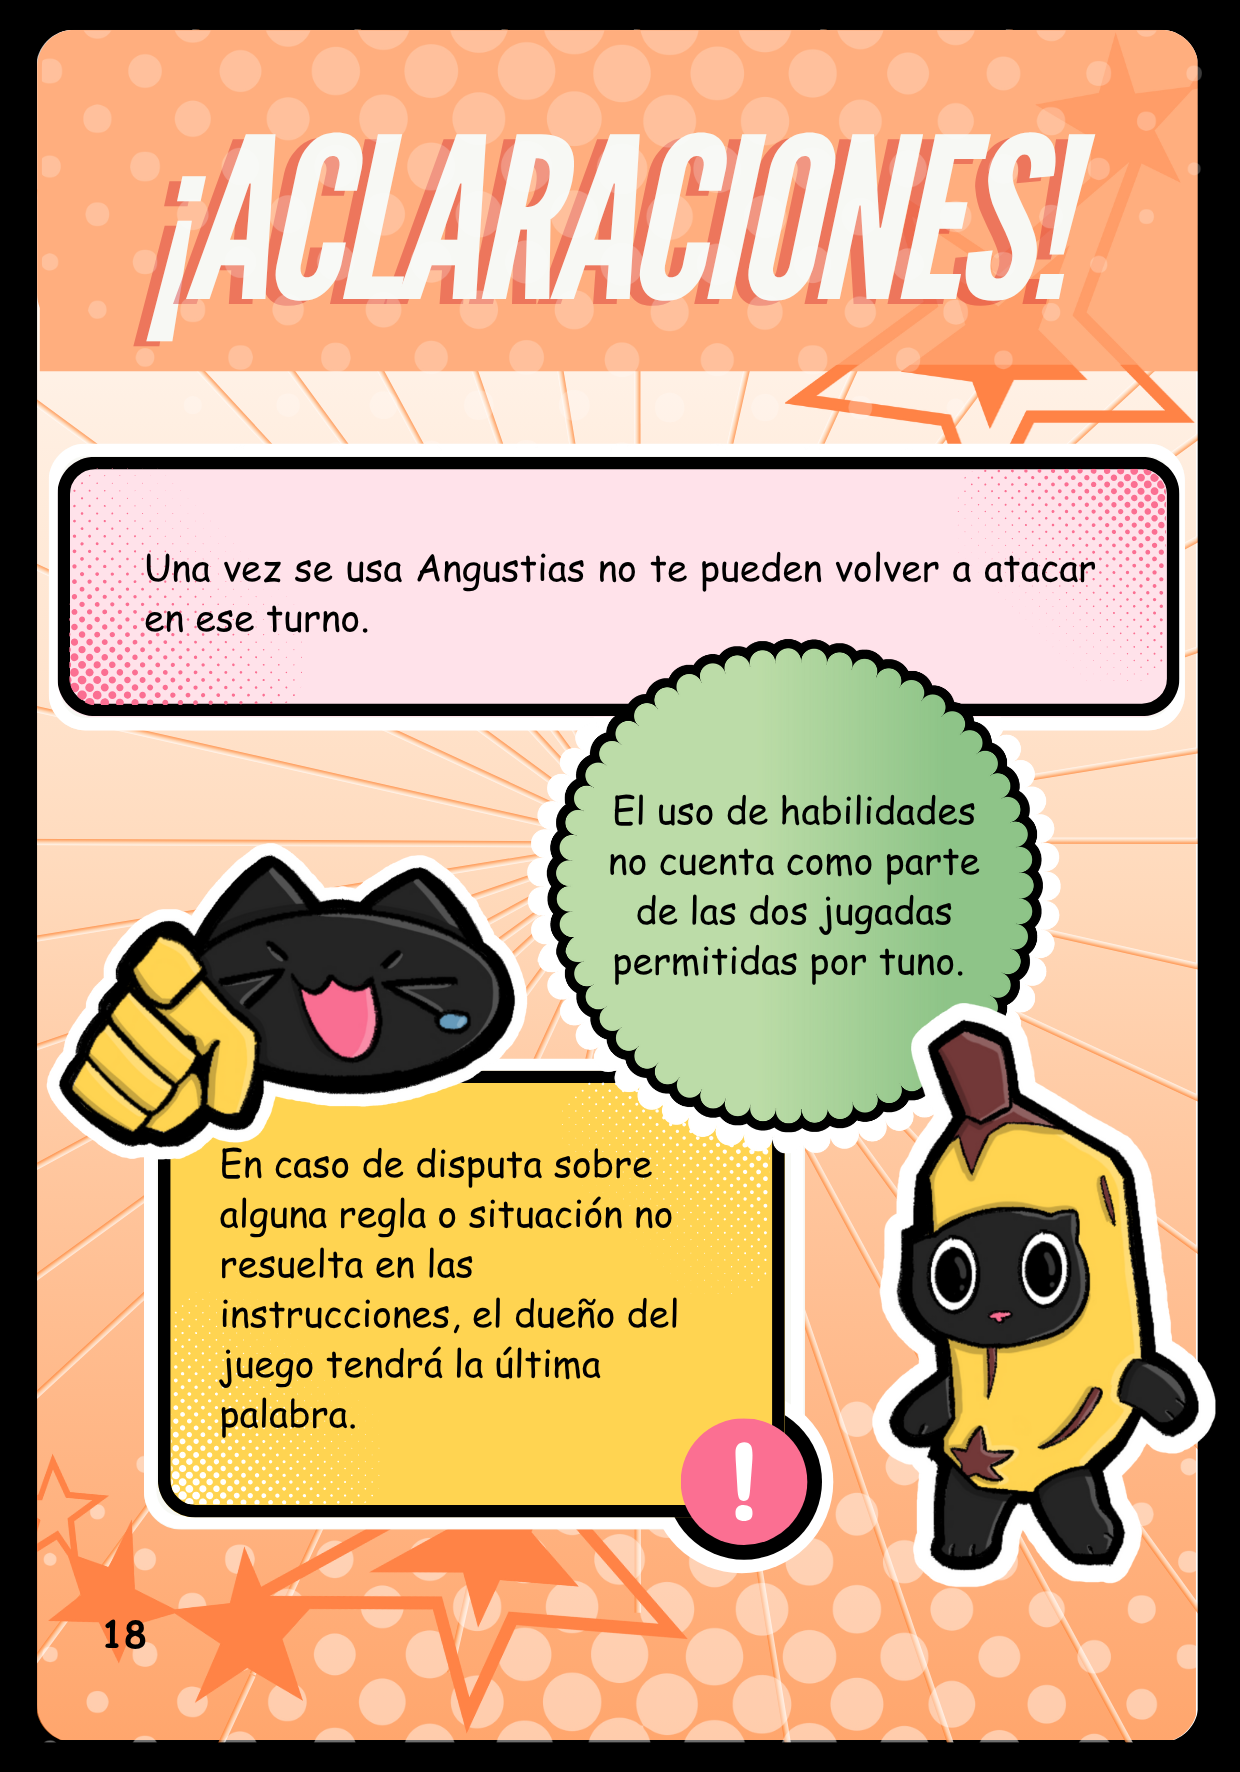 ¡ACLARACIONES!
Una vez se usa Angustias no te pueden volver a atacar
en ese turno.
El uso de habilidades
no cuenta como parte
de las dos jugadas
permitidas por tuno.
En caso de disputa sobre
alguna regla o situación no
resuelta en las
instrucciones, el dueño del
juego tendrá la última
palabra.
!
18